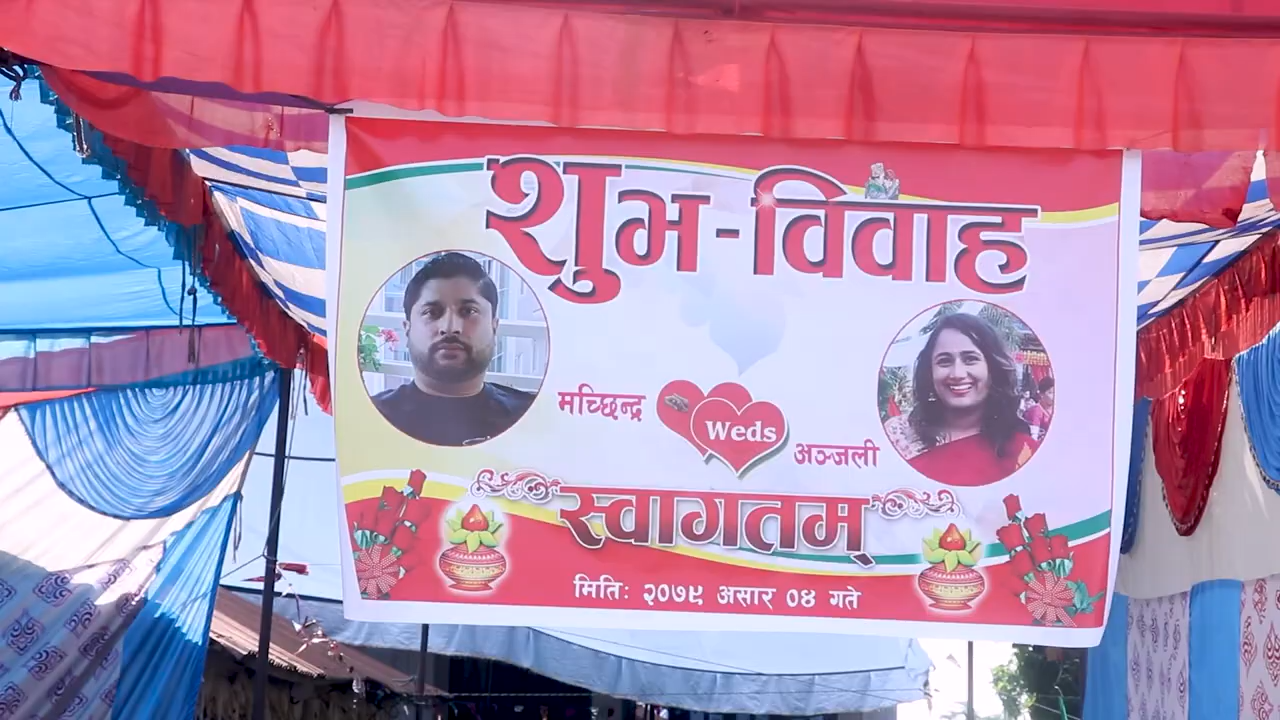 शुभ-विवाह
मच्छिन्द्र Weds अञ्जली
स्वागतम्
मितिः २०७९ असार ०४ गते